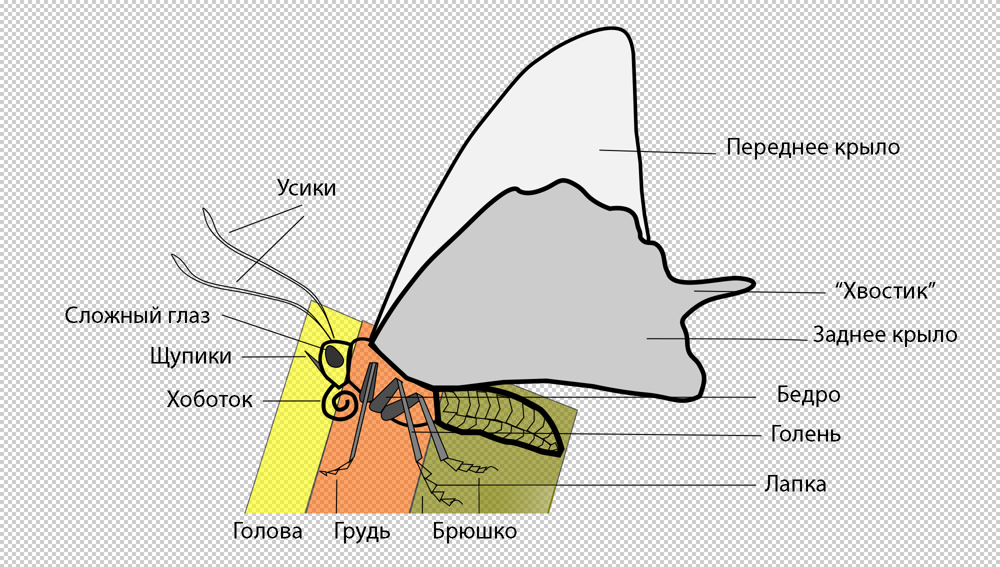 Переднее крыло
Усики
“Хвостик”
Сложный глаз
Заднее крыло
Щупики
Бедро
Хоботок
Голень
Лапка
Голова
Грудь
Брюшко